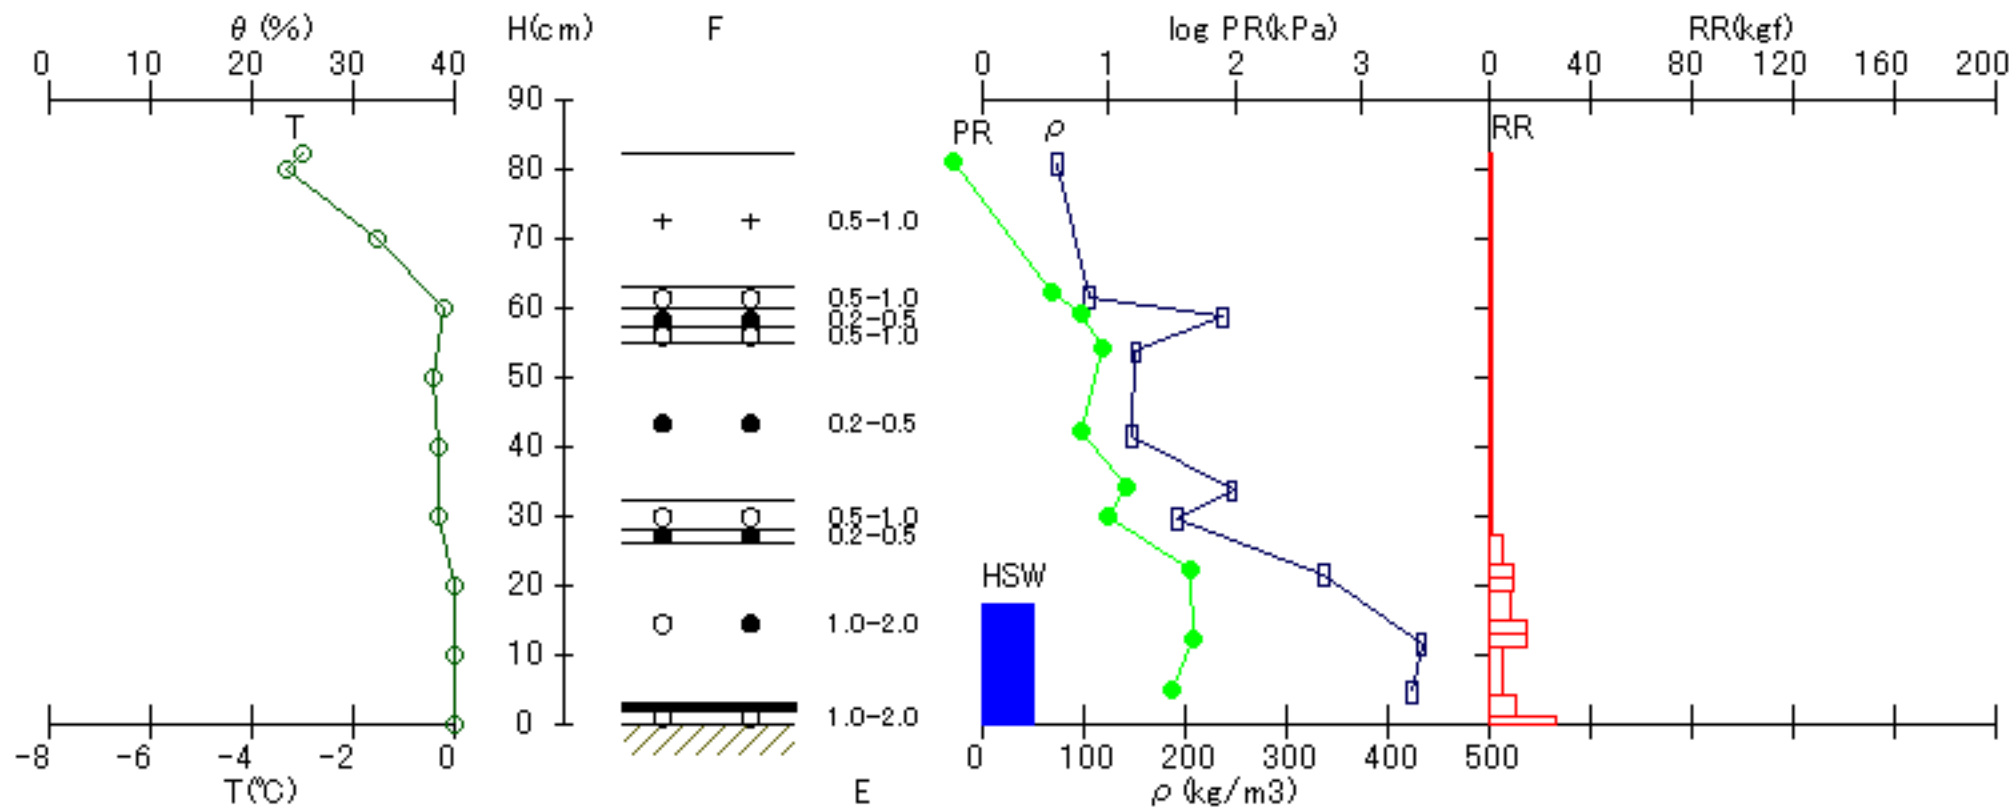 θ (%) H(cm) F log PR(kPa) RR(kgf)
0 10 20 30 40 0 1 2 3 0 40 80 120 160 200
90
T PR ρ RR
80
0.5-1.0
70
0.5-1.0
60
0.2-0.5
0.5-1.0
50
0.2-0.5
40
30 0.5-1.0
0.2-0.5
HSW
20
1.0-2.0
10
0 1.0-2.0
-8 -6 -4 -2 0 0 100 200 300 400 500
T(℃) E ρ (kg/m3)